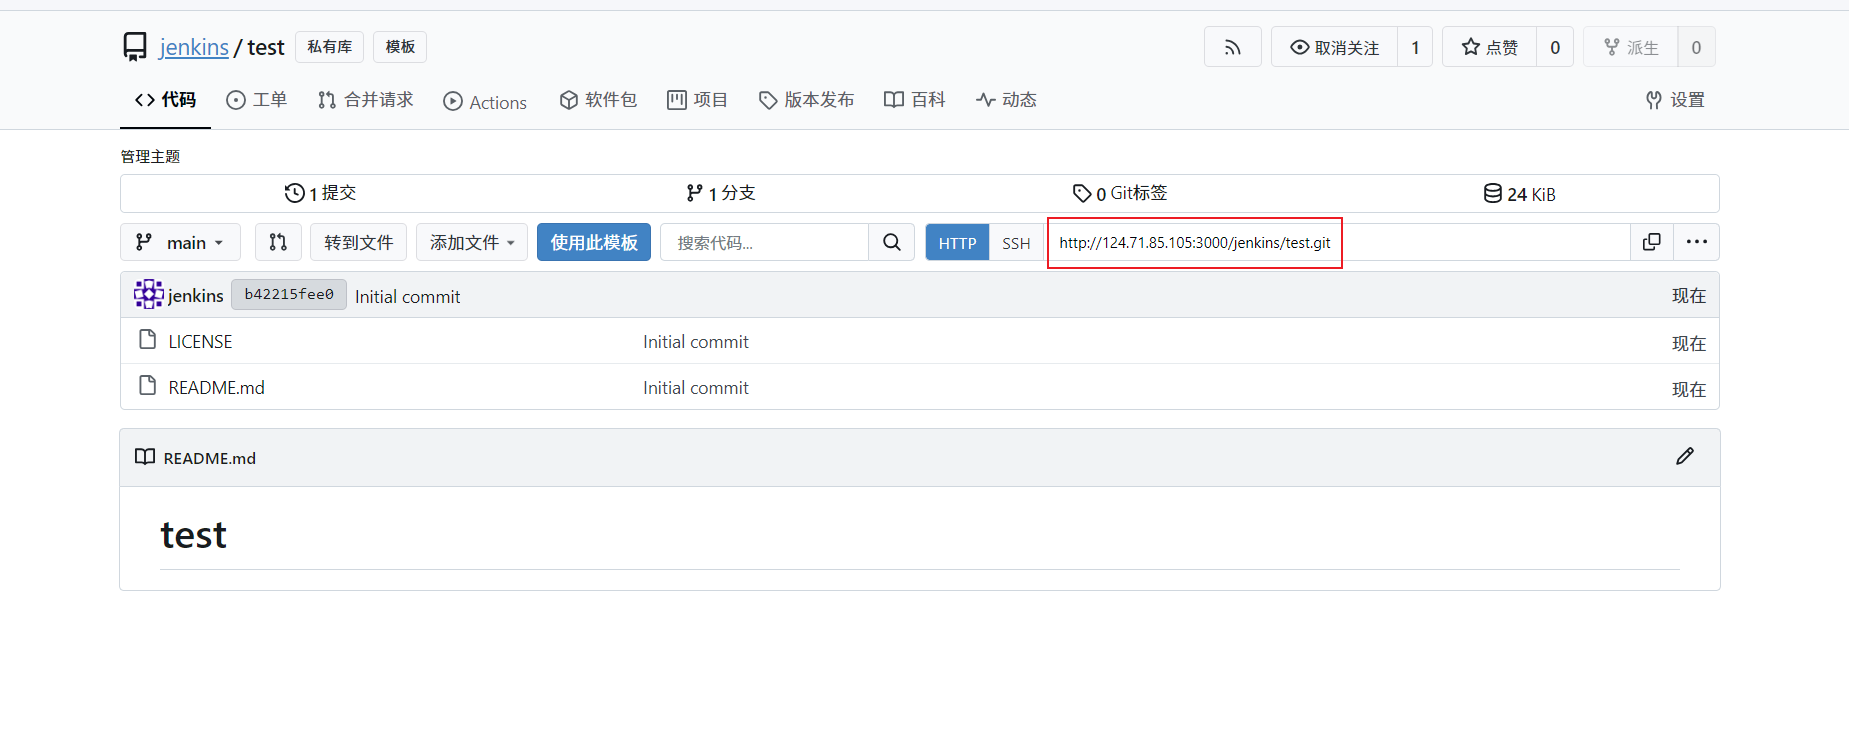 jenkins / test 私有库 模板 取消关注 1 点赞 0 派生 0
代码 工单 合并请求 Actions 软件包 项目 版本发布 百科 动态 设置
管理主题
1 提交 1 分支 0 Git标签 24 KiB
main 转到文件 添加文件 使用此模板 搜索代码... HTTP SSH http://124.71.85.105:3000/jenkins/test.git
jenkins b42215fee0 Initial commit 现在
LICENSE Initial commit 现在
README.md Initial commit 现在
README.md
test